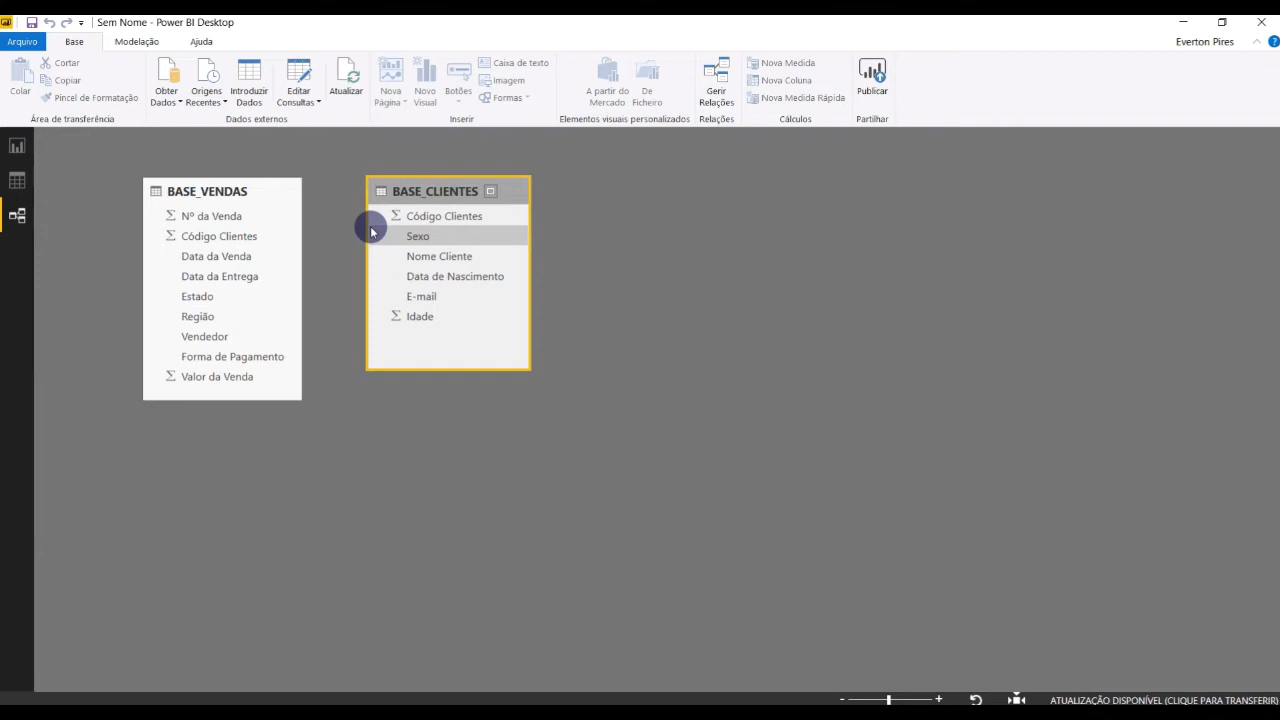 Sem Nome - Power BI Desktop
Arquivo Base Modelação Ajuda Everton Pires ?
Colar
Cortar
Copiar
Pincel de Formatação
Área de transferência
Obter Dados
Origens Recentes
Introduzir Dados
Editar Consultas
Atualizar
Dados externos
Nova Página
Novo Visual
Botões
Caixa de texto
Imagem
Formas
Inserir
A partir do Mercado
De Ficheiro
Elementos visuais personalizados
Gerir Relações
Relações
Nova Medida
Nova Coluna
Nova Medida Rápida
Cálculos
Publicar
Partilhar
BASE_VENDAS
Σ Nº da Venda
Σ Código Clientes
Data da Venda
Data da Entrega
Estado
Região
Vendedor
Forma de Pagamento
Σ Valor da Venda
BASE_CLIENTES
Σ Código Clientes
Sexo
Nome Cliente
Data de Nascimento
E-mail
Σ Idade
- + ATUALIZAÇÃO DISPONÍVEL (CLIQUE PARA TRANSFERIR)